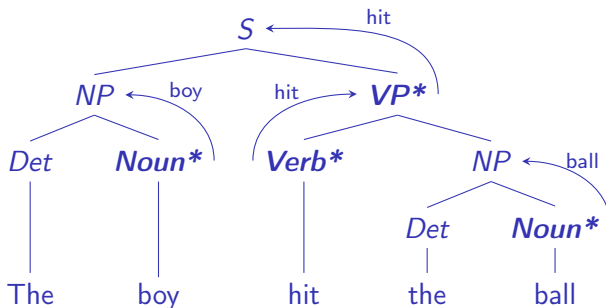 S hit
NP boy hit VP*
Det Noun* Verb* NP ball
Det Noun*
The boy hit the ball